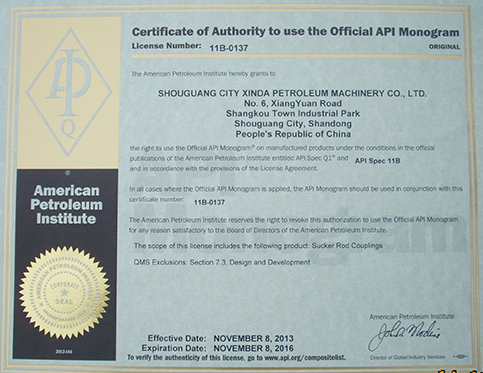 Certificate of Authority to use the Official API Monogram
License Number: 11B-0137
ORIGINAL
The American Petroleum Institute hereby grants to
SHOUGUANG CITY XINDA PETROLEUM MACHINERY CO., LTD.
No. 6, XiangYuan Road
Shangkou Town Industrial Park
Shouguang City, Shandong
People's Republic of China
the right to use the Official API Monogram® on manufactured products under the conditions in the official
publications of the American Petroleum Institute entitled API Spec Q1® and API Spec 11B
and in accordance with the provisions of the License Agreement.
In all cases where the Official API Monogram is applied, the API Monogram should be used in conjunction with this
certificate number: 11B-0137
The American Petroleum Institute reserves the right to revoke this authorization to use the Official API Monogram
for any reason satisfactory to the Board of Directors of the American Petroleum Institute.
The scope of this license includes the following product: Sucker Rod Couplings
QMS Exclusions: Section 7.3, Design and Development
API
Q
®
American
Petroleum
Institute
AMERICAN PETROLEUM INSTITUTE
CORPORATE
SEAL
2013-HG
American Petroleum Institute
Effective Date: NOVEMBER 8, 2013
Expiration Date: NOVEMBER 8, 2016
To verify the authenticity of this license, go to www.api.org/compositelist.
Director of Global Industry Services